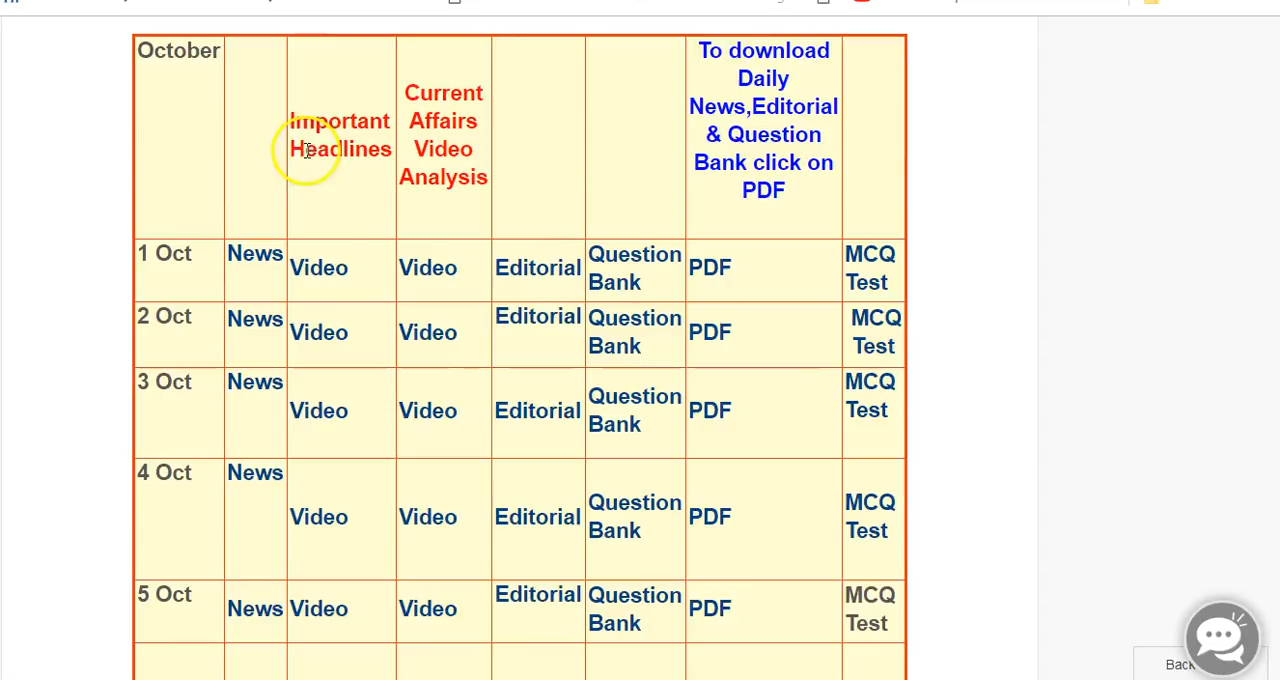 October
Important
Headlines
Current
Affairs
Video
Analysis
To download
Daily
News,Editorial
& Question
Bank click on
PDF
1 Oct
News
Video
Video
Editorial
Question
Bank
PDF
MCQ
Test
2 Oct
News
Video
Video
Editorial
Question
Bank
PDF
MCQ
Test
3 Oct
News
Video
Video
Editorial
Question
Bank
PDF
MCQ
Test
4 Oct
News
Video
Video
Editorial
Question
Bank
PDF
MCQ
Test
5 Oct
News
Video
Video
Editorial
Question
Bank
PDF
MCQ
Test
Back